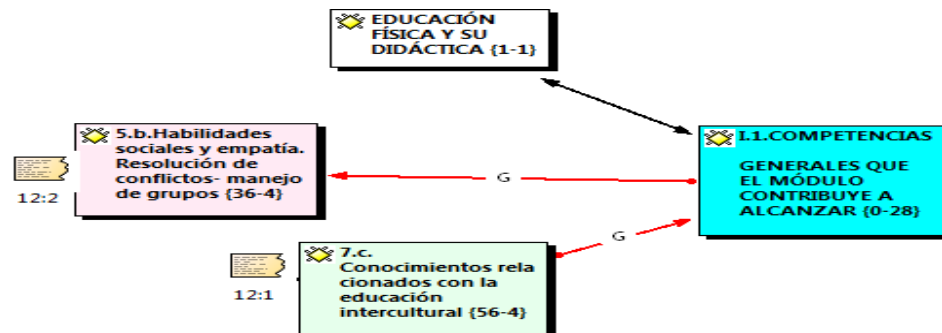 EDUCACIÓN
FÍSICA Y SU
DIDÁCTICA {1-1}
5.b.Habilidades
sociales y empatía.
Resolución de
conflictos- manejo
de grupos {36-4}
12:2
G
I.1.COMPETENCIAS
GENERALES QUE
EL MÓDULO
CONTRIBUYE A
ALCANZAR {0-28}
G
7.c.
Conocimientos rela
cionados con la
educación
intercultural {56-4}
12:1